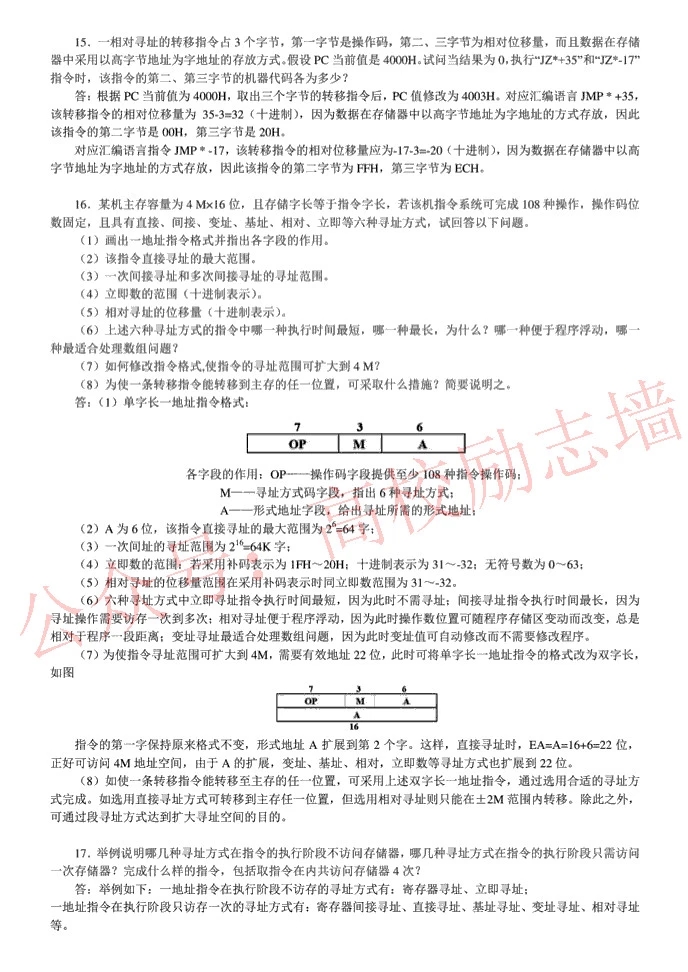 15．一相对寻址的转移指令占 3 个字节，第一字节是操作码，第二、三字节为相对位移量，而且数据在存储
器中采用以高字节地址为字地址的存放方式。假设 PC 当前值是 4000H。试问当结果为 0，执行“JZ*+35”和“JZ*-17”
指令时，该指令的第二、第三字节的机器代码各为多少？
答：根据 PC 当前值为 4000H，取出三个字节的转移指令后，PC 值修改为 4003H。对应汇编语言 JMP * +35，
该转移指令的相对位移量为 35-3=32（十进制），因为数据在存储器中以高字节地址为字地址的方式存放，因此
该指令的第二字节是 00H，第三字节是 20H。
对应汇编语言指令 JMP * -17，该转移指令的相对位移量应为-17-3=-20（十进制），因为数据在存储器中以高
字节地址为字地址的方式存放，因此该指令的第二字节为 FFH，第三字节为 ECH。
16．某机主存容量为 4 M×16 位，且存储字长等于指令字长，若该机指令系统可完成 108 种操作，操作码位
数固定，且具有直接、间接、变址、基址、相对、立即等六种寻址方式，试回答以下问题。
（1）画出一地址指令格式并指出各字段的作用。
（2）该指令直接寻址的最大范围。
（3）一次间接寻址和多次间接寻址的寻址范围。
（4）立即数的范围（十进制表示）。
（5）相对寻址的位移量（十进制表示）。
（6）上述六种寻址方式的指令中哪一种执行时间最短，哪一种最长，为什么？哪一种便于程序浮动，哪一
种最适合处理数组问题？
（7）如何修改指令格式,使指令的寻址范围可扩大到 4 M？
（8）为使一条转移指令能转移到主存的任一位置，可采取什么措施？简要说明之。
答：（1）单字长一地址指令格式：
7 3 6
OP M A
各字段的作用：OP——操作码字段提供至少 108 种指令操作码；
M——寻址方式码字段，指出 6 种寻址方式；
A——形式地址字段，给出寻址所需的形式地址；
（2）A 为 6 位，该指令直接寻址的最大范围为 2^6=64 字；
（3）一次间址的寻址范围为 2^16=64K 字；
（4）立即数的范围：若采用补码表示为 1FH～20H；十进制表示为 31～-32；无符号数为 0～63；
（5）相对寻址的位移量范围在采用补码表示时同立即数范围为 31～-32。
（6）六种寻址方式中立即寻址指令执行时间最短，因为此时不需寻址；间接寻址指令执行时间最长，因为
寻址操作需要访存一次到多次；相对寻址便于程序浮动，因为此时操作数位置可随程序存储区变动而改变，总是
相对于程序一段距离；变址寻址最适合处理数组问题，因为此时变址值可自动修改而不需要修改程序。
（7）为使指令寻址范围可扩大到 4M，需要有效地址 22 位，此时可将单字长一地址指令的格式改为双字长，
如图
7 3 6
OP M A
A
16
指令的第一字保持原来格式不变，形式地址 A 扩展到第 2 个字。这样，直接寻址时，EA=A=16+6=22 位，
正好可访问 4M 地址空间，由于 A 的扩展，变址、基址、相对，立即数等寻址方式也扩展到 22 位。
（8）如使一条转移指令能转移至主存的任一位置，可采用上述双字长一地址指令，通过选用合适的寻址方
式完成。如选用直接寻址方式可转移到主存任一位置，但选用相对寻址则只能在±2M 范围内转移。除此之外，
可通过段寻址方式达到扩大寻址空间的目的。
17．举例说明哪几种寻址方式在指令的执行阶段不访问存储器，哪几种寻址方式在指令的执行阶段只需访问
一次存储器？完成什么样的指令，包括取指令在内共访问存储器 4 次？
答：举例如下：一地址指令在执行阶段不访存的寻址方式有：寄存器寻址、立即寻址；
一地址指令在执行阶段只访存一次的寻址方式有：寄存器间接寻址、直接寻址、基址寻址、变址寻址、相对寻址
等。
公众号：高校励志墙